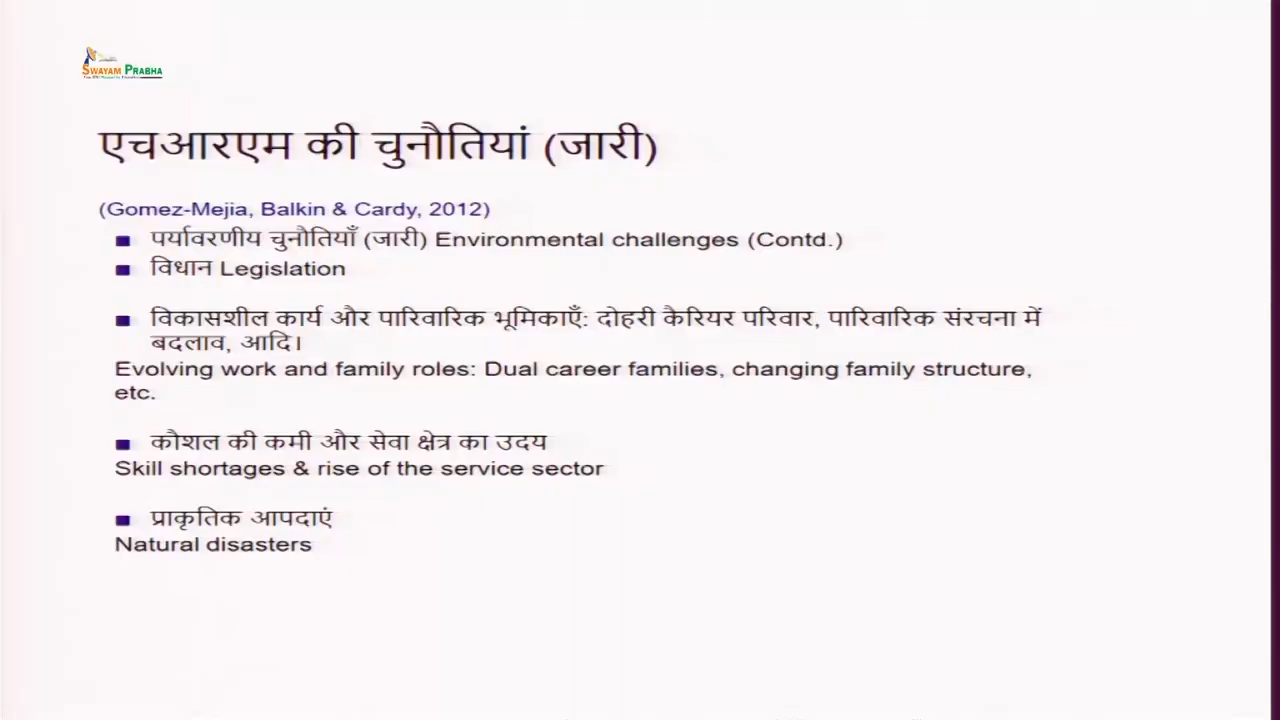 SWAYAM PRABHA
एचआरएम की चुनौतियां (जारी)
(Gomez-Mejia, Balkin & Cardy, 2012)
पर्यावरणीय चुनौतियाँ (जारी) Environmental challenges (Contd.)
विधान Legislation
विकासशील कार्य और पारिवारिक भूमिकाएँ: दोहरी कैरियर परिवार, पारिवारिक संरचना में
बदलाव, आदि।
Evolving work and family roles: Dual career families, changing family structure,
etc.
कौशल की कमी और सेवा क्षेत्र का उदय
Skill shortages & rise of the service sector
प्राकृतिक आपदाएं
Natural disasters